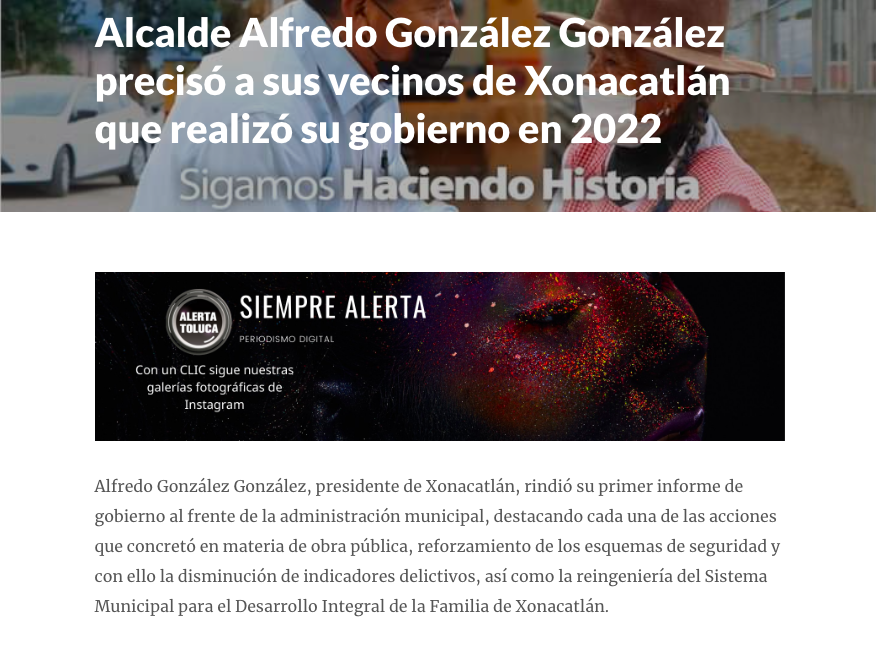 Alcalde Alfredo González González
precisó a sus vecinos de Xonacatlán
que realizó su gobierno en 2022
Sigamos Haciendo Historia
ALERTA
TOLUCA
SIEMPRE ALERTA
PERIODISMO DIGITAL
Con un CLIC sigue nuestras
galerías fotográficas de
Instagram
Alfredo González González, presidente de Xonacatlán, rindió su primer informe de
gobierno al frente de la administración municipal, destacando cada una de las acciones
que concretó en materia de obra pública, reforzamiento de los esquemas de seguridad y
con ello la disminución de indicadores delictivos, así como la reingeniería del Sistema
Municipal para el Desarrollo Integral de la Familia de Xonacatlán.